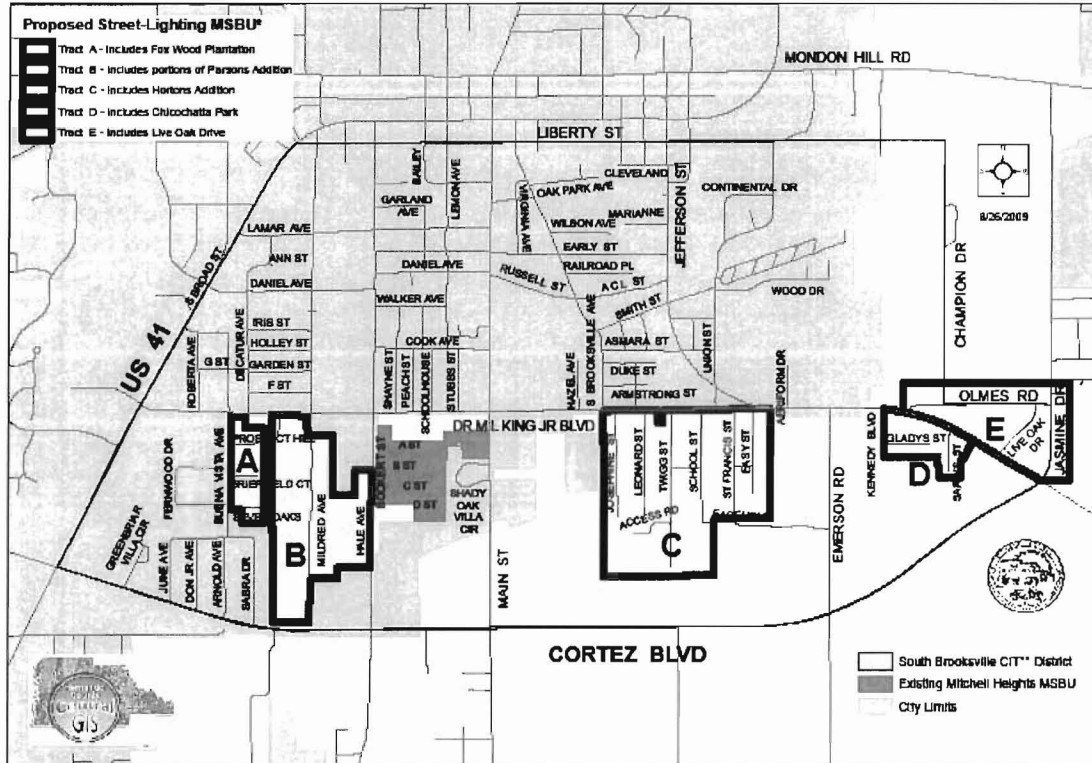 Proposed Street-Lighting MSBU*
Tract A - Includes Fox Wood Plantation
Tract B - Includes portions of Parsons Addition
Tract C - Includes Hortons Addition
Tract D - Includes Chicochatta Park
Tract E - Includes Live Oak Drive
MONDON HILL RD
LIBERTY ST
8/26/2009
BAILEY
LEMON AVE
GARLAND
AVE
VIRGINIA AVE
OAK PARK AVE
CLEVELAND
JEFFERSON ST
CONTINENTAL DR
WILSON AVE
MARIANNE
EARLY ST
RAILROAD PL
RUSSELL ST
A C L ST
SMITH ST
WOOD DR
LAMAR AVE
ANN ST
DANIEL AVE
DANIEL AVE
WALKER AVE
S BROAD ST
US 41
CHAMPION DR
IRIS ST
HOLLEY ST
GARDEN ST
F ST
G ST
ROBERTA AVE
DECATUR AVE
COOK AVE
SHAYNE ST
PEACH ST
SCHOOLHOUSE
STUBBS ST
HAZEL AVE
S BROOKSVILLE AVE
ASMARA ST
DUKE ST
ARMSTRONG ST
UNION ST
AERIFORM DR
DR M L KING JR BLVD
KENNEDY BLVD
OLMES RD
GLADYS ST
LIVE OAK
DR
JASMINE DR
E
D
A
B
C
FERNWOOD DR
BUENA VISTA AVE
MILDRED AVE
HALE AVE
A ST
B ST
C ST
D ST
SHADY
OAK
VILLA
CIR
MAIN ST
JOSEPHINE ST
LEONARD ST
TWIGG ST
SCHOOL ST
ST FRANCIS ST
EASY ST
ACCESS RD
EMERSON RD
GREENBRIAR
VILLA CIR
JUNE AVE
DON JR AVE
ARNOLD AVE
SABRA DR
CORTEZ BLVD
South Brooksville CIT** District
Existing Mitchell Heights MSBU
City Limits
GIS